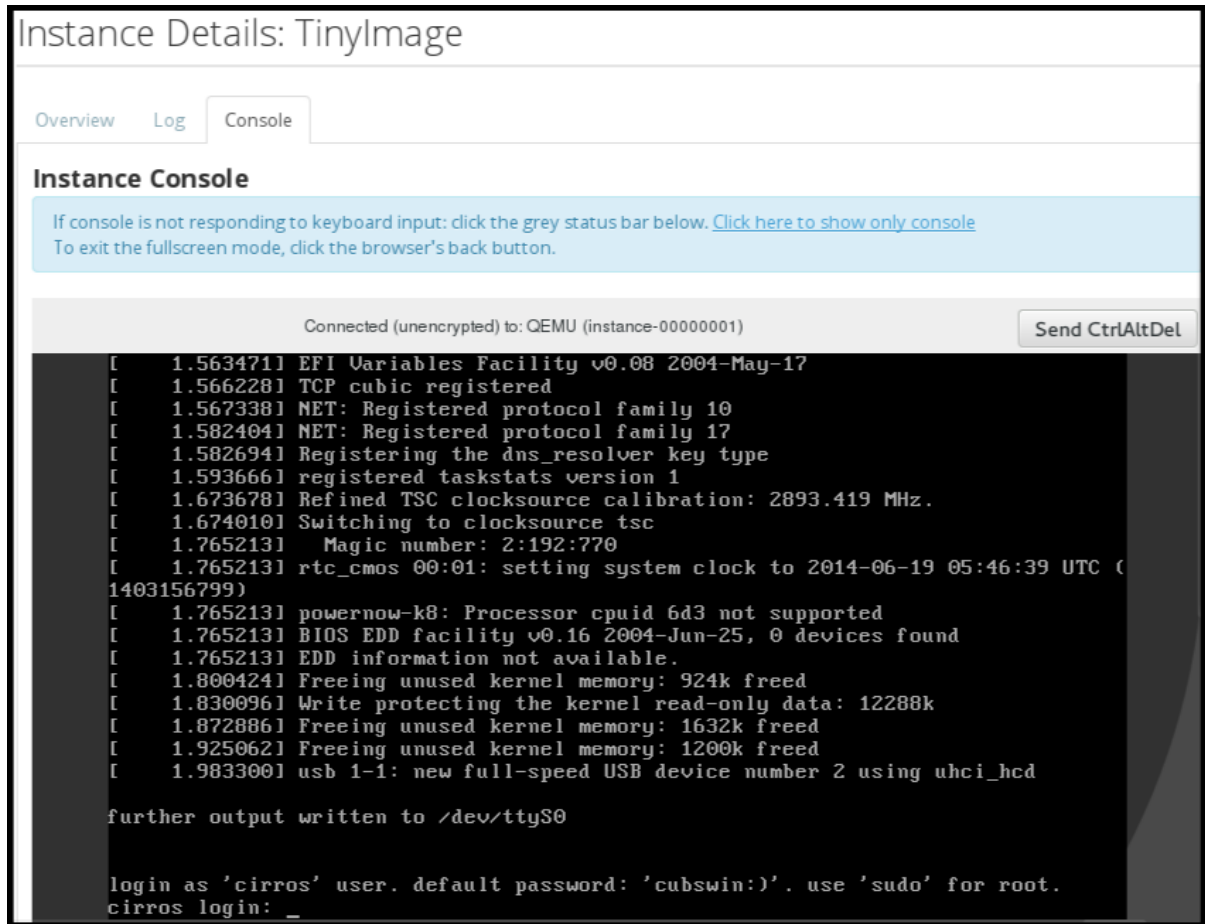 Instance Details: TinyImage
Overview Log Console
Instance Console
If console is not responding to keyboard input: click the grey status bar below. Click here to show only console
To exit the fullscreen mode, click the browser's back button.
Connected (unencrypted) to: QEMU (instance-00000001)
Send CtrlAltDel
[    1.563471] EFI Variables Facility v0.08 2004-May-17
[    1.566228] TCP cubic registered
[    1.567338] NET: Registered protocol family 10
[    1.582404] NET: Registered protocol family 17
[    1.582694] Registering the dns_resolver key type
[    1.593666] registered taskstats version 1
[    1.673678] Refined TSC clocksource calibration: 2893.419 MHz.
[    1.674010] Switching to clocksource tsc
[    1.765213]   Magic number: 2:192:770
[    1.765213] rtc_cmos 00:01: setting system clock to 2014-06-19 05:46:39 UTC (
1403156799)
[    1.765213] powernow-k8: Processor cpuid 6d3 not supported
[    1.765213] BIOS EDD facility v0.16 2004-Jun-25, 0 devices found
[    1.765213] EDD information not available.
[    1.800424] Freeing unused kernel memory: 924k freed
[    1.830096] Write protecting the kernel read-only data: 12288k
[    1.872886] Freeing unused kernel memory: 1632k freed
[    1.925062] Freeing unused kernel memory: 1200k freed
[    1.983300] usb 1-1: new full-speed USB device number 2 using uhci_hcd
further output written to /dev/ttyS0
login as 'cirros' user. default password: 'cubswin:)'. use 'sudo' for root.
cirros login: _